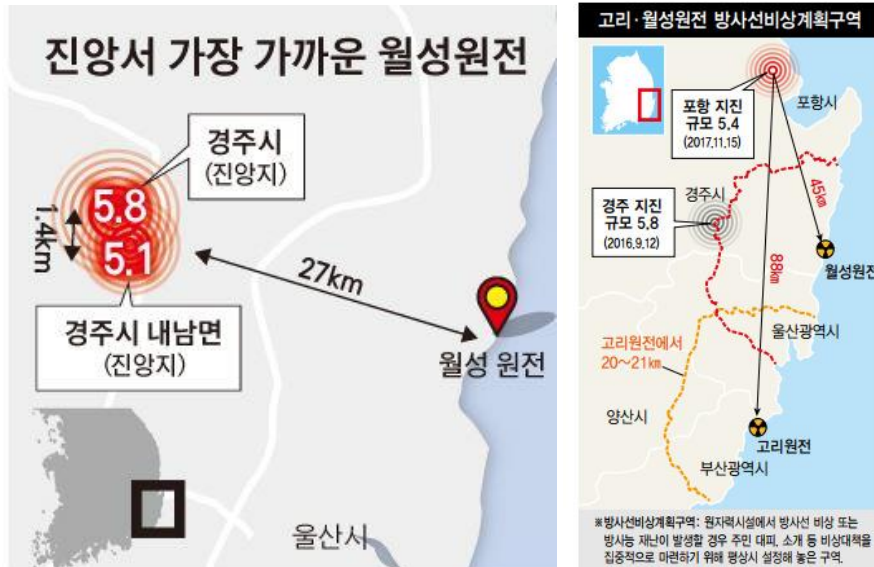 진앙서 가장 가까운 월성원전
경주시
(진앙지)
5.8
1.4km
5.1
27km
경주시 내남면
(진앙지)
월성 원전
울산시
고리·월성원전 방사선비상계획구역
포항시
포항 지진
규모 5.4
(2017.11.15)
경주시
45㎞
경주 지진
규모 5.8
(2016.9.12)
88㎞
월성원전
울산광역시
고리원전에서
20~21㎞
양산시
고리원전
부산광역시
※방사선비상계획구역: 원자력시설에서 방사선 비상 또는
방사능 재난이 발생할 경우 주민 대피, 소개 등 비상대책을
집중적으로 마련하기 위해 평상시 설정해 놓은 구역.